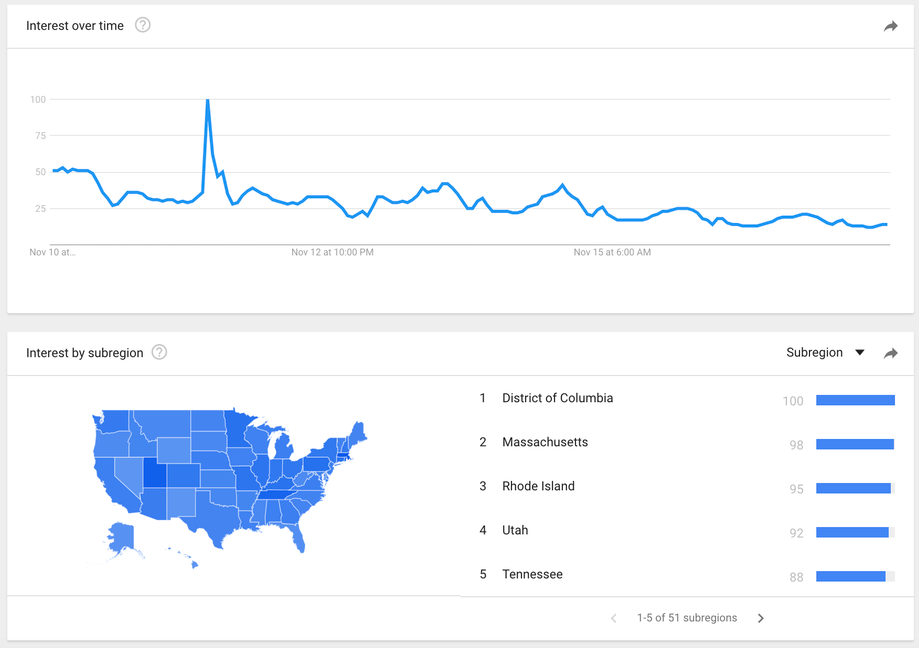 Interest over time ?
100
75
50
25
Nov 10 at... Nov 12 at 10:00 PM Nov 15 at 6:00 AM
Interest by subregion ? Subregion
1 District of Columbia 100
2 Massachusetts 98
3 Rhode Island 95
4 Utah 92
5 Tennessee 88
1-5 of 51 subregions